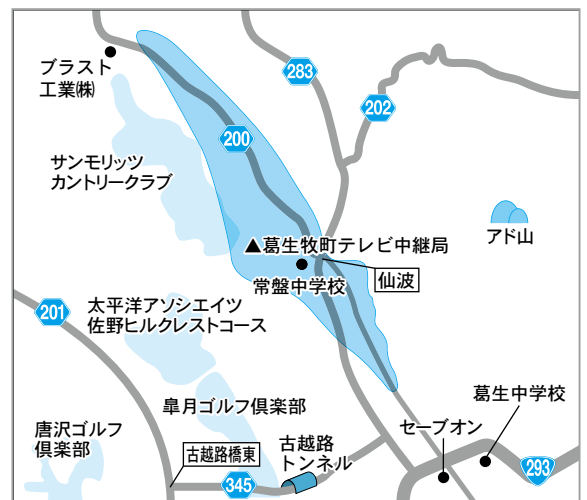 ブラスト
工業㈱
283
202
200
サンモリッツ
カントリークラブ
アド山
▲葛生牧町テレビ中継局
仙波
常盤中学校
201
太平洋アソシエイツ
佐野ヒルクレストコース
皐月ゴルフ倶楽部
葛生中学校
唐沢ゴルフ
倶楽部
古越路橋東
古越路
トンネル
セーブオン
345
293